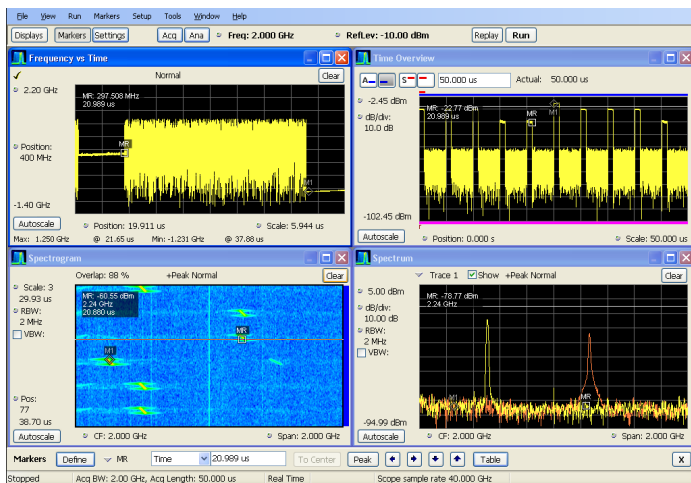 File View Run Markers Setup Tools Window Help
Displays Markers Settings Acq Ana Freq: 2.000 GHz RefLev: -10.00 dBm Replay Run
Frequency vs Time
Normal Clear
2.20 GHz
MR: 297.508 MHz
20.989 us
MR
Position:
400 MHz
M1
-1.40 GHz
Autoscale Position: 19.911 us Scale: 5.944 us
Max: 1.250 GHz @ 21.65 us Min: -1.231 GHz @ 37.88 us
Time Overview
A S 50.000 us Actual: 50.000 us
-2.45 dBm
dB/div:
10.0 dB
MR: -22.77 dBm
20.989 us
MR
M1
-102.45 dBm
Autoscale Position: 0.000 s Scale: 50.000 us
Spectrogram
Overlap: 88 % +Peak Normal Clear
Scale: 3
29.93 us
RBW:
2 MHz
VBW:
MR: -60.55 dBm
2.24 GHz
20.860 us
MR
M1
Pos:
77
38.70 us
Autoscale CF: 2.000 GHz Span: 2.000 GHz
Spectrum
Trace 1 Show +Peak Normal Clear
5.00 dBm
dB/div:
10.00 dB
RBW:
2 MHz
VBW:
MR: -78.77 dBm
2.24 GHz
M1
MR
-94.99 dBm
Autoscale CF: 2.000 GHz Span: 2.000 GHz
Markers Define MR Time 20.989 us To Center Peak Table X
Stopped Acq BW: 2.00 GHz, Acq Length: 50.000 us Real Time Scope sample rate 40.000 GHz